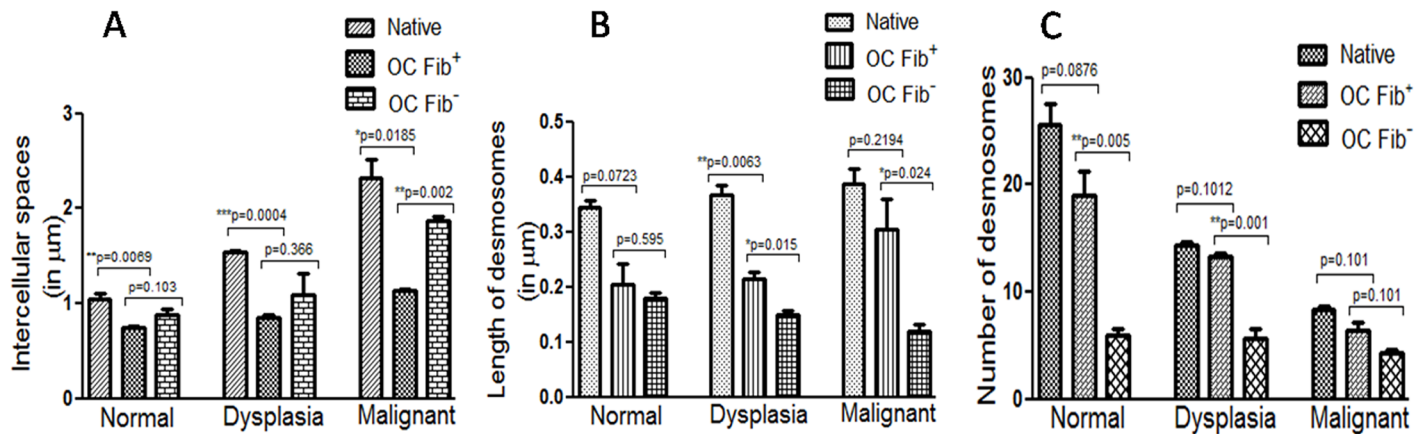 A
Native
OC Fib+
OC Fib-
Intercellular spaces
(in µm)
3
2
1
0
**p=0.0069
p=0.103
***p=0.0004
p=0.366
*p=0.0185
**p=0.002
Normal
Dysplasia
Malignant
B
Native
OC Fib+
OC Fib-
Length of desmosomes
(in µm)
0.5
0.4
0.3
0.2
0.1
0.0
p=0.0723
p=0.595
**p=0.0063
*p=0.015
p=0.2194
*p=0.024
Normal
Dysplasia
Malignant
C
Native
OC Fib+
OC Fib-
Number of desmosomes
30
20
10
0
p=0.0876
**p=0.005
p=0.1012
**p=0.001
p=0.101
p=0.101
Normal
Dysplasia
Malignant